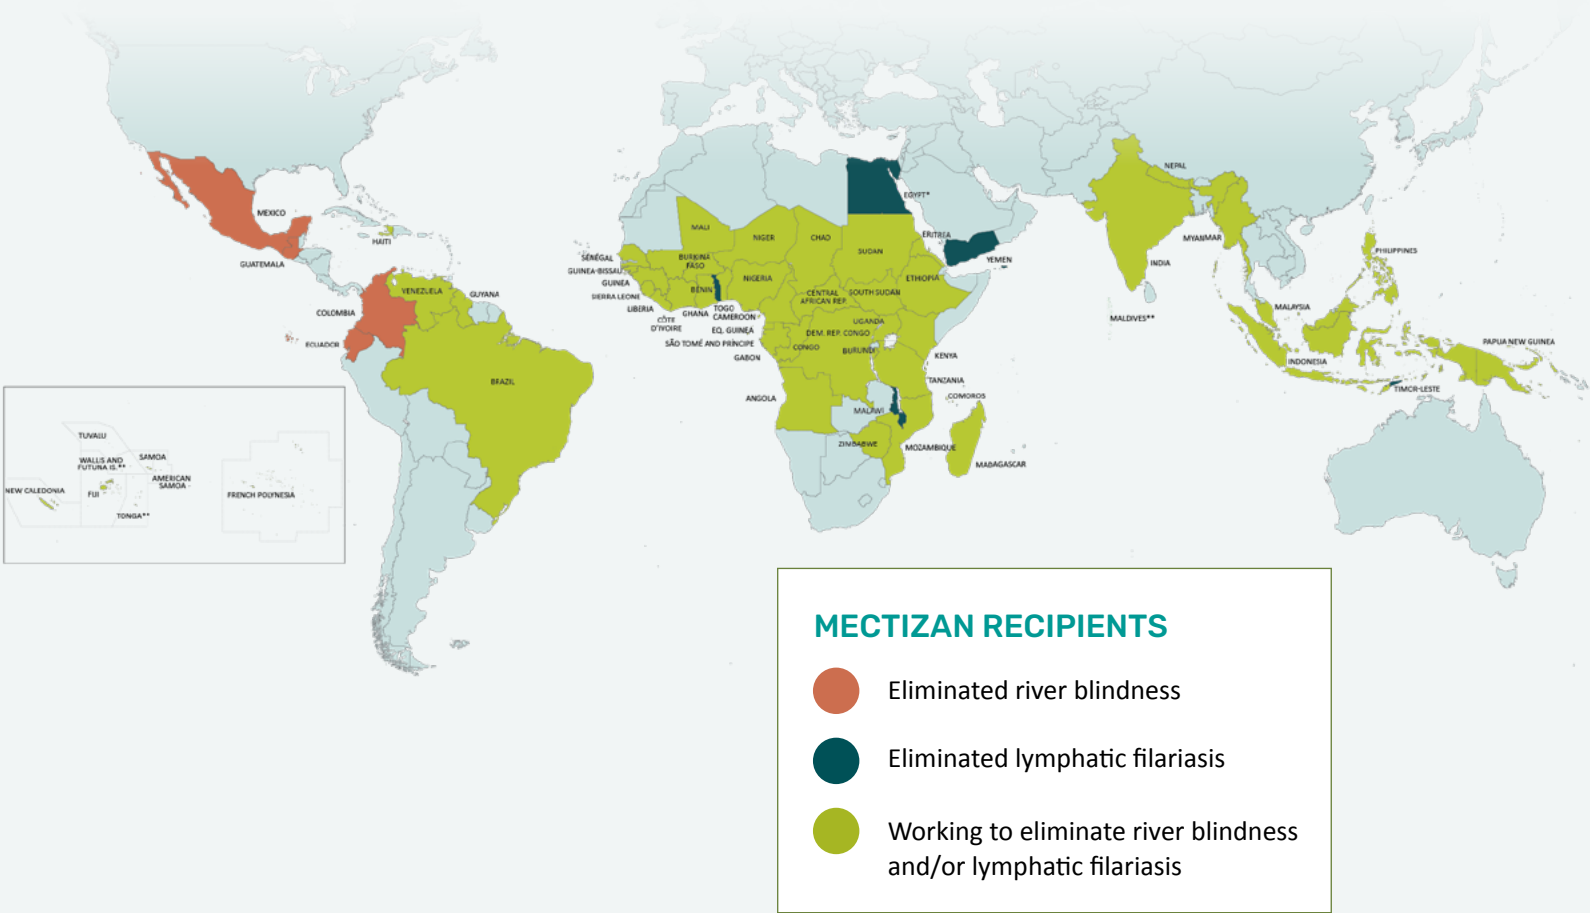 MEXICO
HAITI
GUATEMALA
VENEZUELA
GUYANA
COLOMBIA
ECUADOR
BRAZIL
TUVALU
WALLIS AND
FUTUNA IS.**
SAMOA
AMERICAN
SAMOA
NEW CALEDONIA
FIJI
TONGA**
FRENCH POLYNESIA
EGYPT*
MALI
NIGER
CHAD
SUDAN
ERITREA
YEMEN
SÉNÉGAL
GUINEA-BISSAU
GUINEA
SIERRA LEONE
LIBERIA
CÔTE
D'IVOIRE
BURKINA
FASO
BÉNIN
GHANA
TOGO
NIGERIA
CAMEROON
EQ. GUINEA
SÃO TOMÉ AND PRÍNCIPE
GABON
CENTRAL
AFRICAN REP.
SOUTH SUDAN
ETHIOPIA
UGANDA
DEM. REP. CONGO
CONGO
BURUNDI
KENYA
TANZANIA
COMOROS
ANGOLA
MALAWI
ZIMBABWE
MOZAMBIQUE
MADAGASCAR
NEPAL
MYANMAR
INDIA
MALDIVES**
PHILIPPINES
MALAYSIA
INDONESIA
PAPUA NEW GUINEA
TIMOR-LESTE
MECTIZAN RECIPIENTS
Eliminated river blindness
Eliminated lymphatic filariasis
Working to eliminate river blindness
and/or lymphatic filariasis